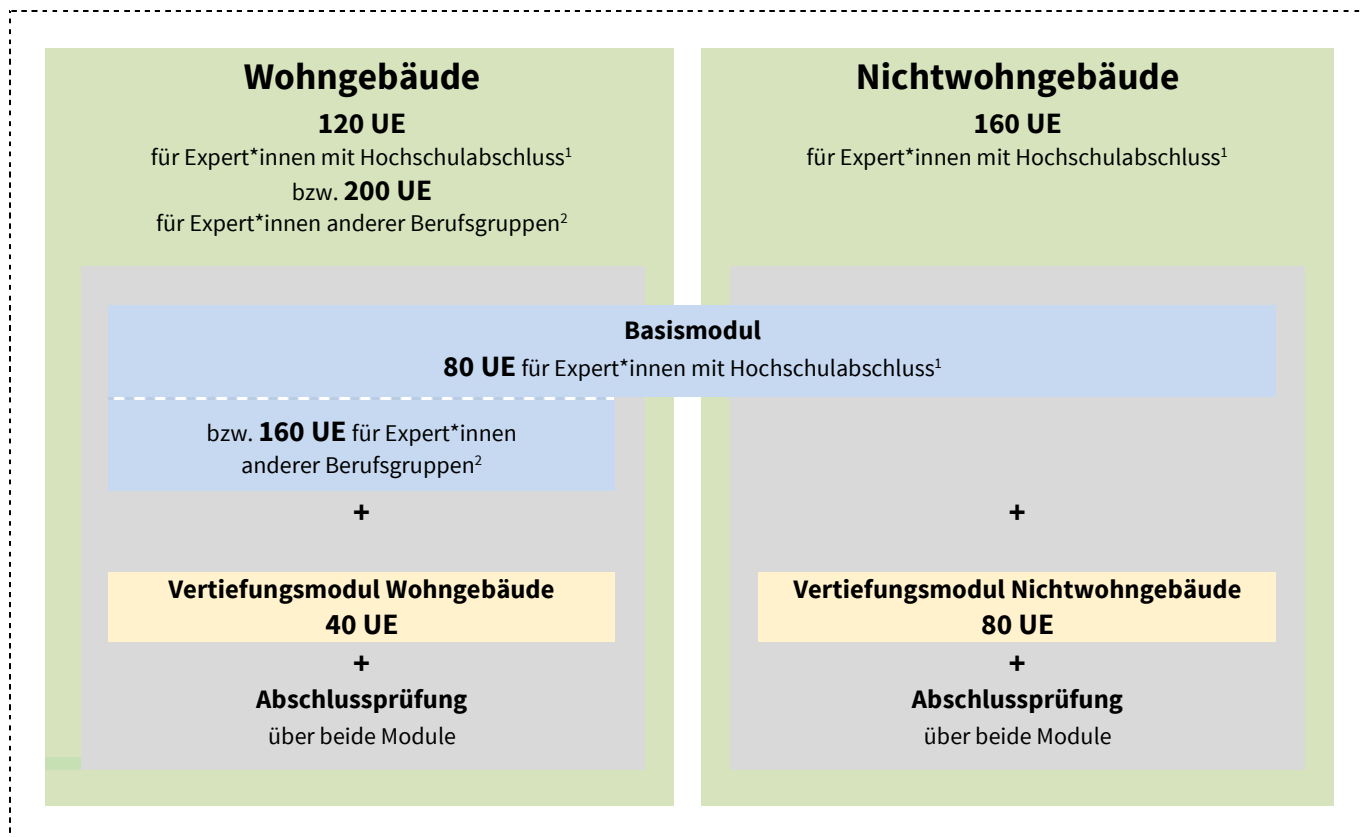 Wohngebäude
120 UE
für Expert*innen mit Hochschulabschluss¹
bzw. 200 UE
für Expert*innen anderer Berufsgruppen²
Nichtwohngebäude
160 UE
für Expert*innen mit Hochschulabschluss¹
Basismodul
80 UE für Expert*innen mit Hochschulabschluss¹
bzw. 160 UE für Expert*innen
anderer Berufsgruppen²
+
+
Vertiefungsmodul Wohngebäude
40 UE
+
Abschlussprüfung
über beide Module
Vertiefungsmodul Nichtwohngebäude
80 UE
+
Abschlussprüfung
über beide Module